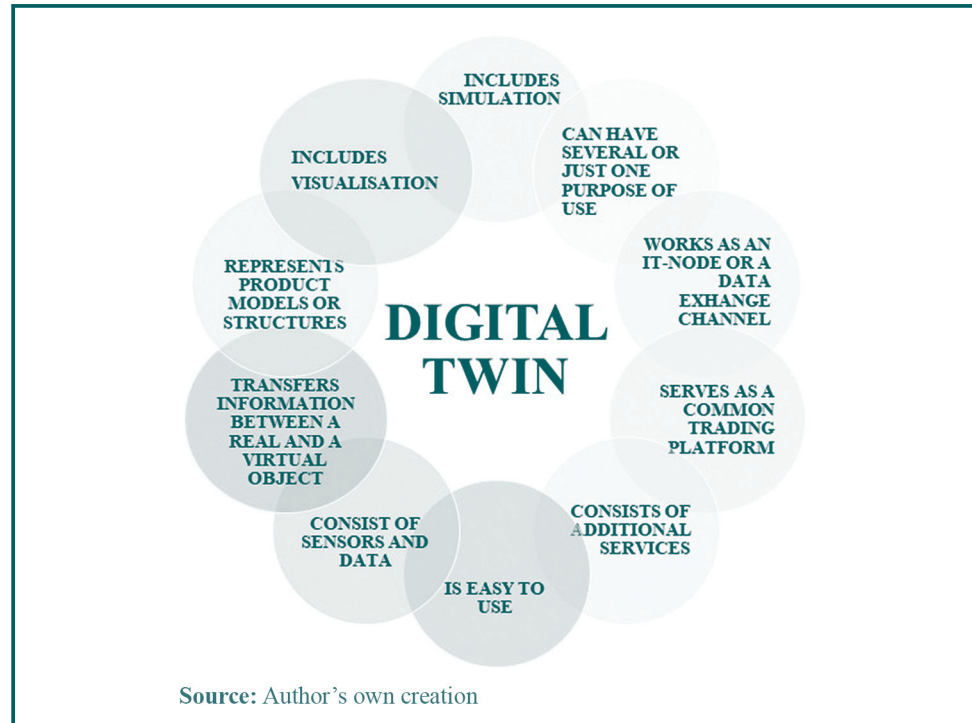 INCLUDES
SIMULATION
CAN HAVE
SEVERAL OR
JUST ONE
PURPOSE OF
USE
WORKS AS AN
IT-NODE OR A
DATA
EXHANGE
CHANNEL
SERVES AS A
COMMON
TRADING
PLATFORM
CONSISTS OF
ADDITIONAL
SERVICES
IS EASY TO
USE
CONSIST OF
SENSORS AND
DATA
TRANSFERS
INFORMATION
BETWEEN A
REAL AND A
VIRTUAL
OBJECT
REPRESENTS
PRODUCT
MODELS OR
STRUCTURES
INCLUDES
VISUALISATION
DIGITAL
TWIN
Source: Author’s own creation